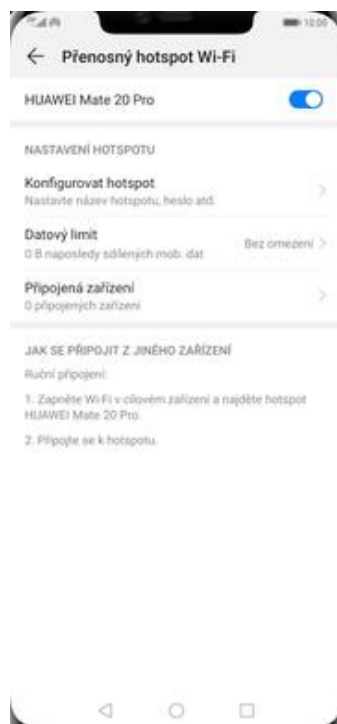 10:00
Přenosný hotspot Wi-Fi
HUAWEI Mate 20 Pro
NASTAVENÍ HOTSPOTU
Konfigurovat hotspot
Nastavte název hotspotu, heslo atd.
Datový limit
0 B naposledy sdílených mob. dat
Bez omezení
Připojená zařízení
0 připojených zařízení
JAK SE PŘIPOJIT Z JINÉHO ZAŘÍZENÍ
Ruční připojení:
1. Zapněte Wi-Fi v cílovém zařízení a najděte hotspot
HUAWEI Mate 20 Pro.
2. Připojte se k hotspotu.